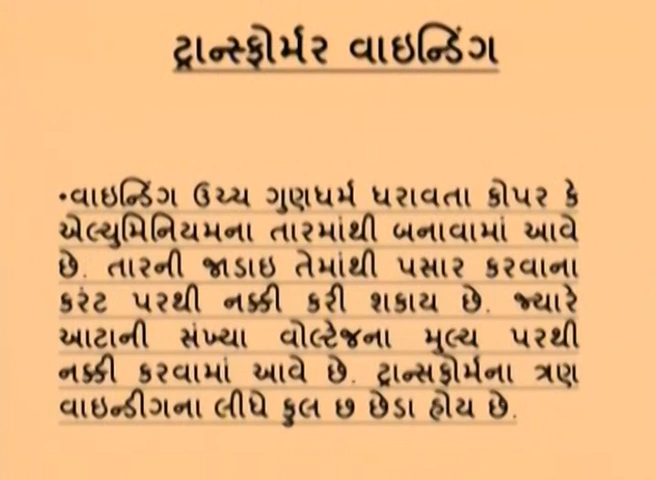 ટ્રાન્સ્ફોર્મર વાઇન્ડિંગ
•વાઇન્ડિંગ ઉચ્ય ગુણધર્મ ધરાવતા કોપર કે
એલ્યુમિનિયમના તારમાંથી બનાવામાં આવે
છે. તારની જાડાઇ તેમાંથી પસાર કરવાના
કરંટ પરથી નક્કી કરી શકાય છે. જ્યારે
આટાની સંખ્યા વોલ્ટેજના મુલ્ય પરથી
નક્કી કરવામાં આવે છે. ટ્રાન્સફોર્મના ત્રણ
વાઇન્ડીગના લીધે કુલ છ છેડા હોય છે.